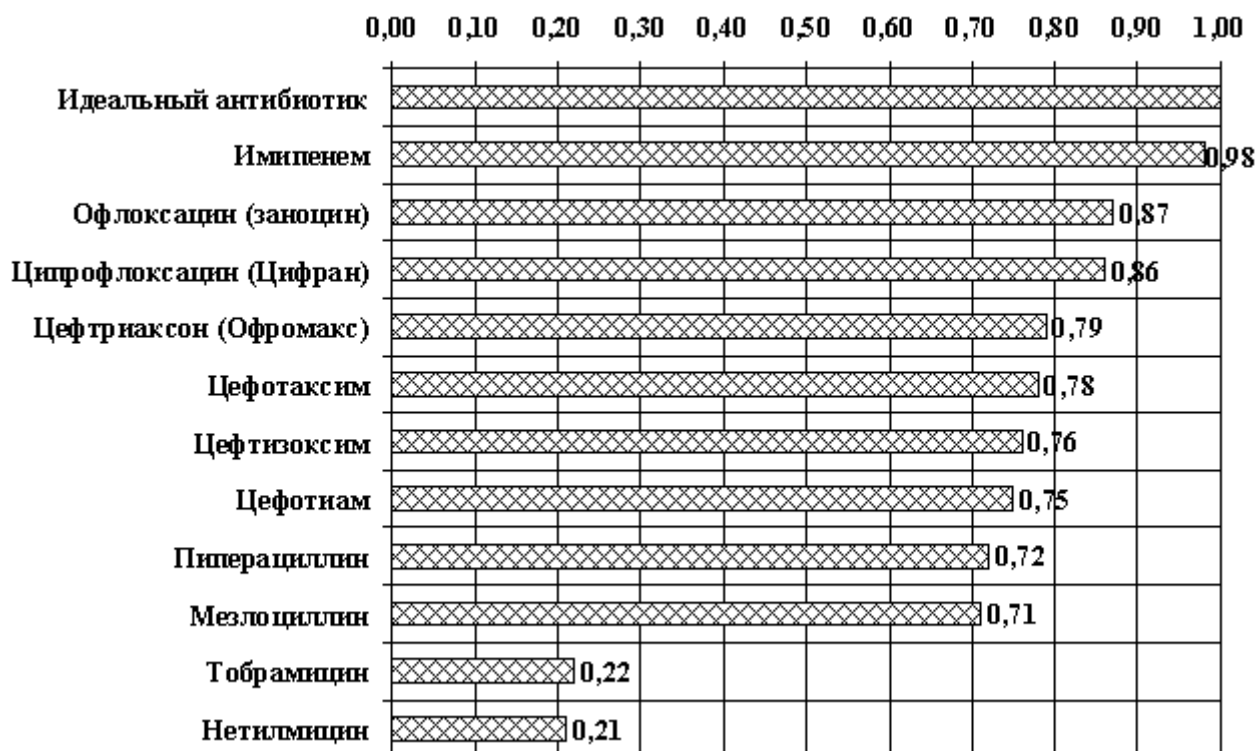 0,00 0,10 0,20 0,30 0,40 0,50 0,60 0,70 0,80 0,90 1,00
Идеальный антибиотик
Имипенем 0,98
Офлоксацин (заноцин) 0,87
Ципрофлоксацин (Цифран) 0,86
Цефтриаксон (Офромакс) 0,79
Цефотаксим 0,78
Цефтизоксим 0,76
Цефотиам 0,75
Пиперациллин 0,72
Мезлоциллин 0,71
Тобрамицин 0,22
Нетилмицин 0,21